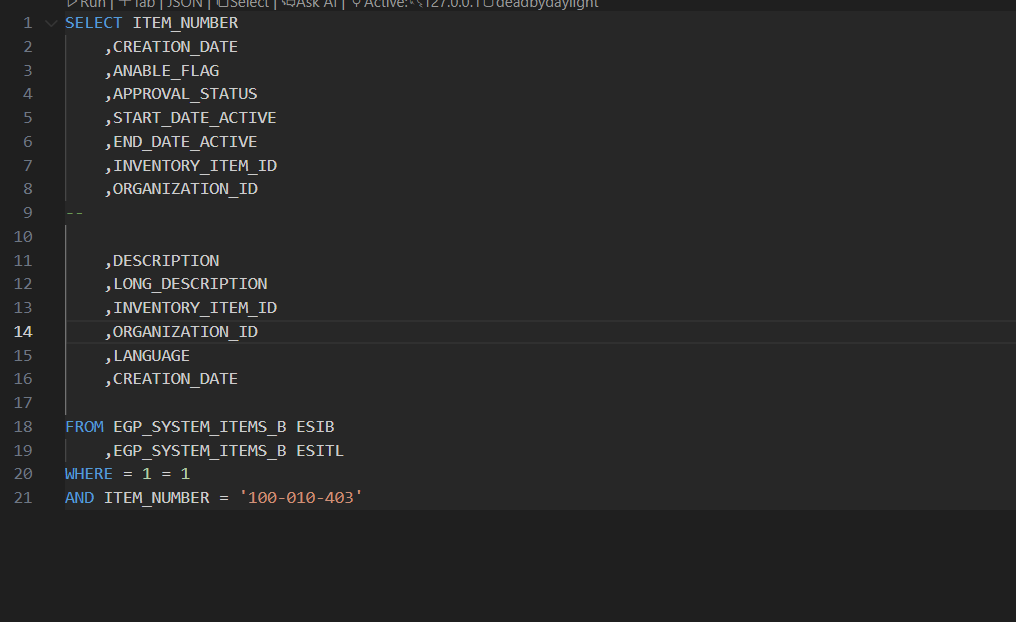 Run | + Tab | JSON | Select | Ask AI | Active: 127.0.0.1 deadbydaylight
1 SELECT ITEM_NUMBER
2 ,CREATION_DATE
3 ,ANABLE_FLAG
4 ,APPROVAL_STATUS
5 ,START_DATE_ACTIVE
6 ,END_DATE_ACTIVE
7 ,INVENTORY_ITEM_ID
8 ,ORGANIZATION_ID
9 --
10
11 ,DESCRIPTION
12 ,LONG_DESCRIPTION
13 ,INVENTORY_ITEM_ID
14 ,ORGANIZATION_ID
15 ,LANGUAGE
16 ,CREATION_DATE
17
18 FROM EGP_SYSTEM_ITEMS_B ESIB
19 ,EGP_SYSTEM_ITEMS_B ESITL
20 WHERE = 1 = 1
21 AND ITEM_NUMBER = '100-010-403'